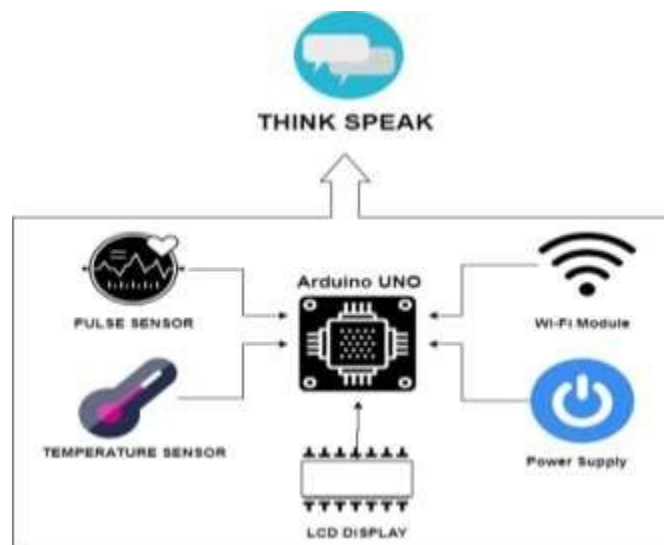 THINK SPEAK
Arduino UNO
PULSE SENSOR
Wi-Fi Module
TEMPERATURE SENSOR
Power Supply
LCD DISPLAY